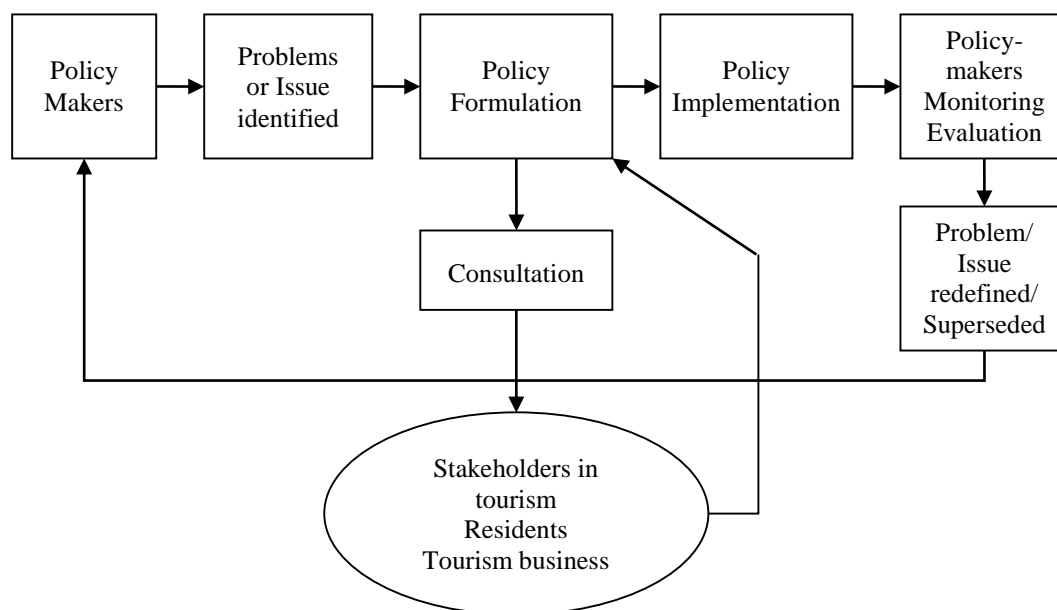 Policy
Makers
Problems
or Issue
identified
Policy
Formulation
Policy
Implementation
Policy-
makers
Monitoring
Evaluation
Consultation
Problem/
Issue
redefined/
Superseded
Stakeholders in
tourism
Residents
Tourism business